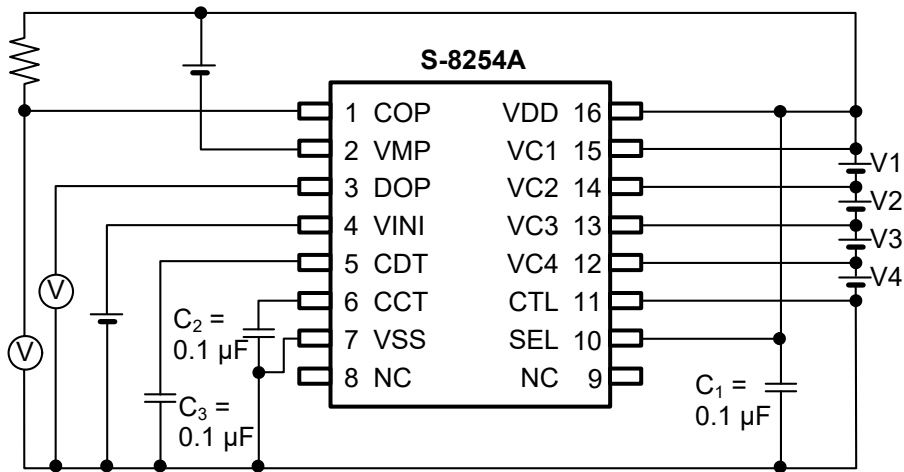 S-8254A
1 COP VDD 16
2 VMP VC1 15
3 DOP VC2 14
4 VINI VC3 13
5 CDT VC4 12
6 CCT CTL 11
7 VSS SEL 10
8 NC NC 9
V1
V2
V3
V4
V
V
C2 =
0.1 µF
C3 =
0.1 µF
C1 =
0.1 µF